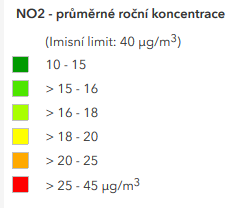 NO2 - průměrné roční koncentrace
(Imisní limit: 40 µg/m3)
10 - 15
> 15 - 16
> 16 - 18
> 18 - 20
> 20 - 25
> 25 - 45 µg/m3